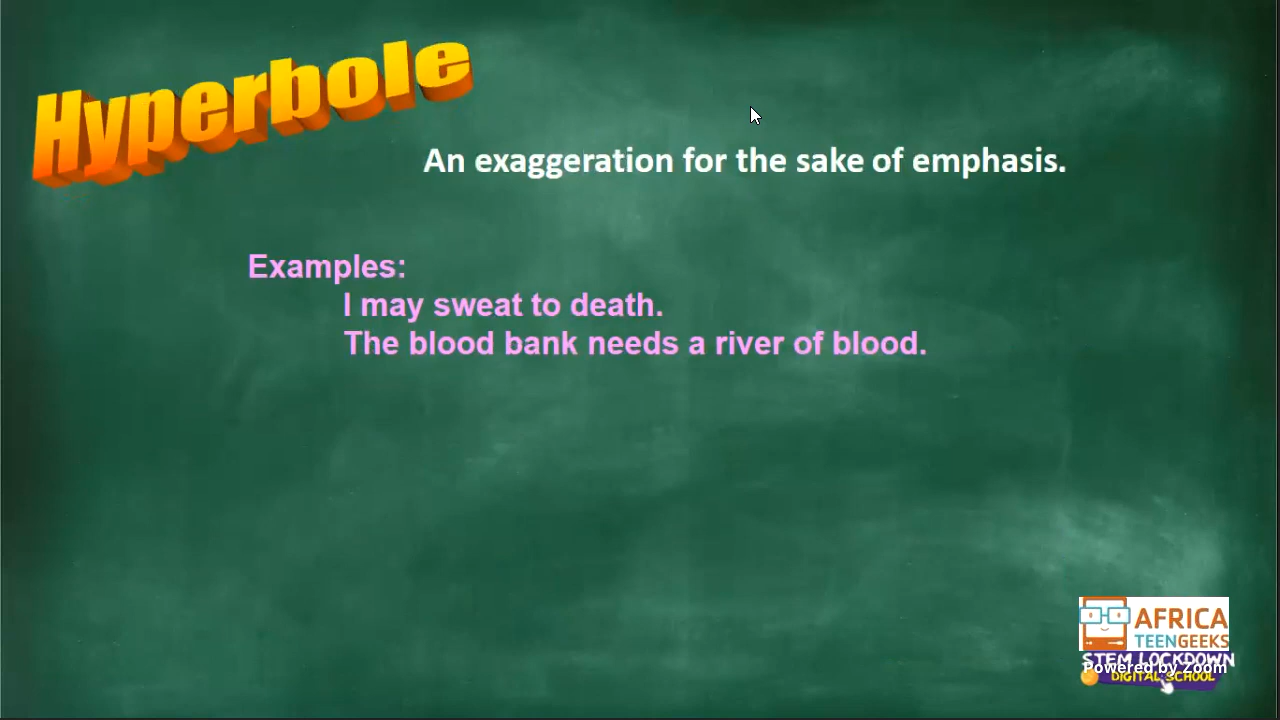 Hyperbole
An exaggeration for the sake of emphasis.
Examples:
I may sweat to death.
The blood bank needs a river of blood.
AFRICA
TEENGEEKS
STEM LOCKDOWN
Powered by Zoom
DIGITAL SCHOOL